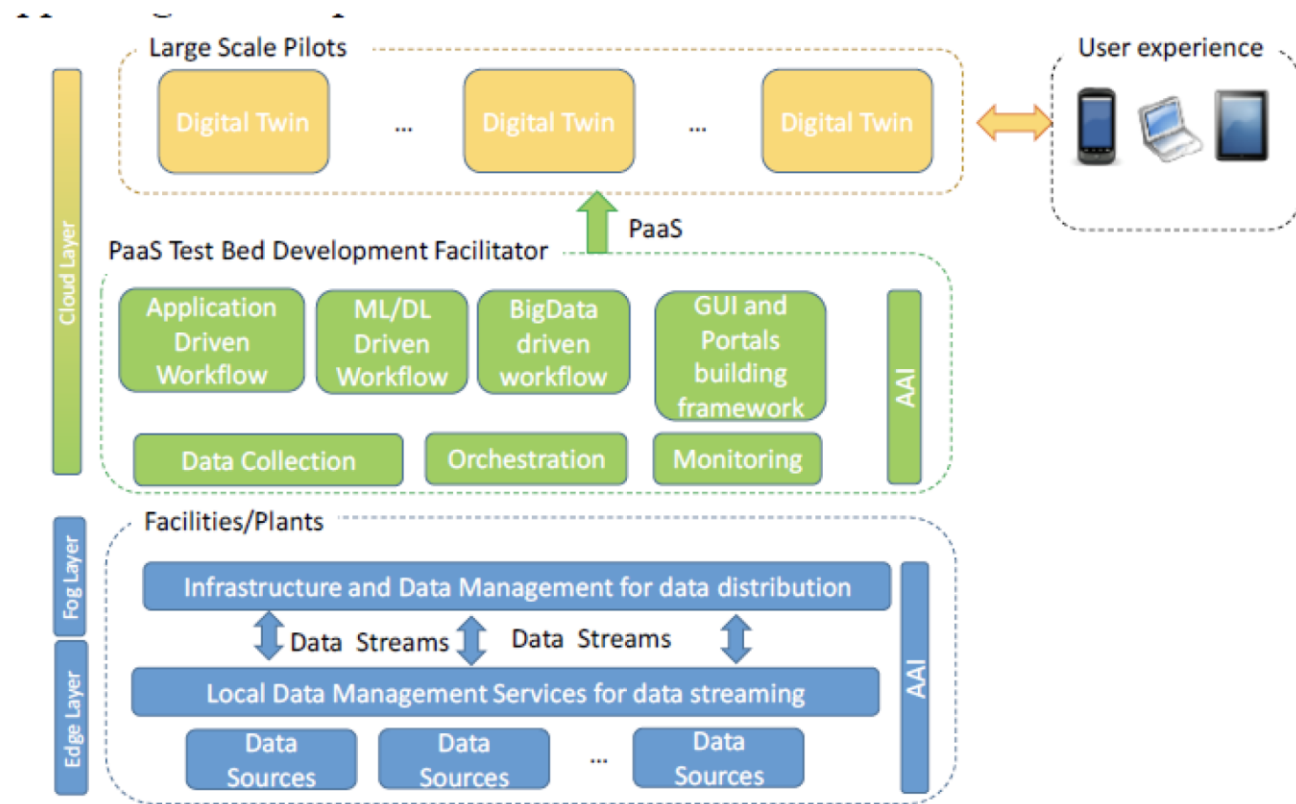 Large Scale Pilots
User experience
Digital Twin
...
Digital Twin
...
Digital Twin
Cloud Layer
PaaS
PaaS Test Bed Development Facilitator
Application
Driven
Workflow
ML/DL
Driven
Workflow
BigData
driven
workflow
GUI and
Portals
building
framework
AAI
Data Collection
Orchestration
Monitoring
Facilities/Plants
Fog Layer
Infrastructure and Data Management for data distribution
Data Streams
Data Streams
AAI
Edge Layer
Local Data Management Services for data streaming
Data
Sources
Data
Sources
...
Data
Sources